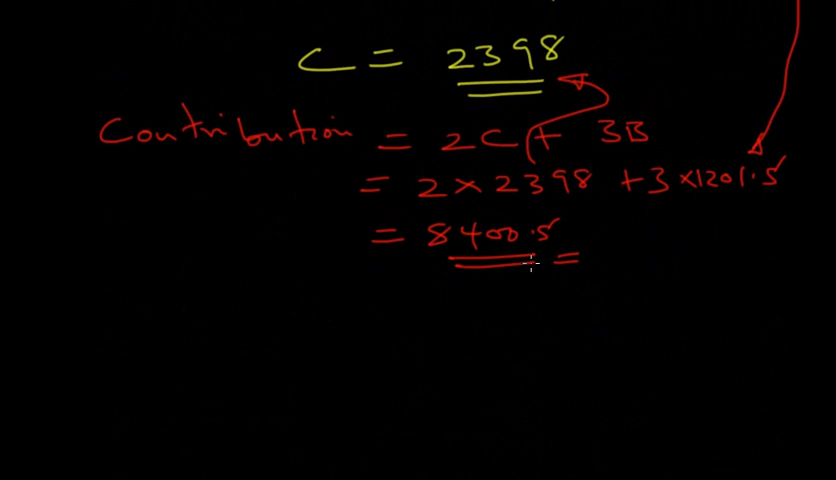 C = 2398
Contribution = 2C + 3B
= 2 × 2398 + 3 × 1201.5
= 8400.5 =